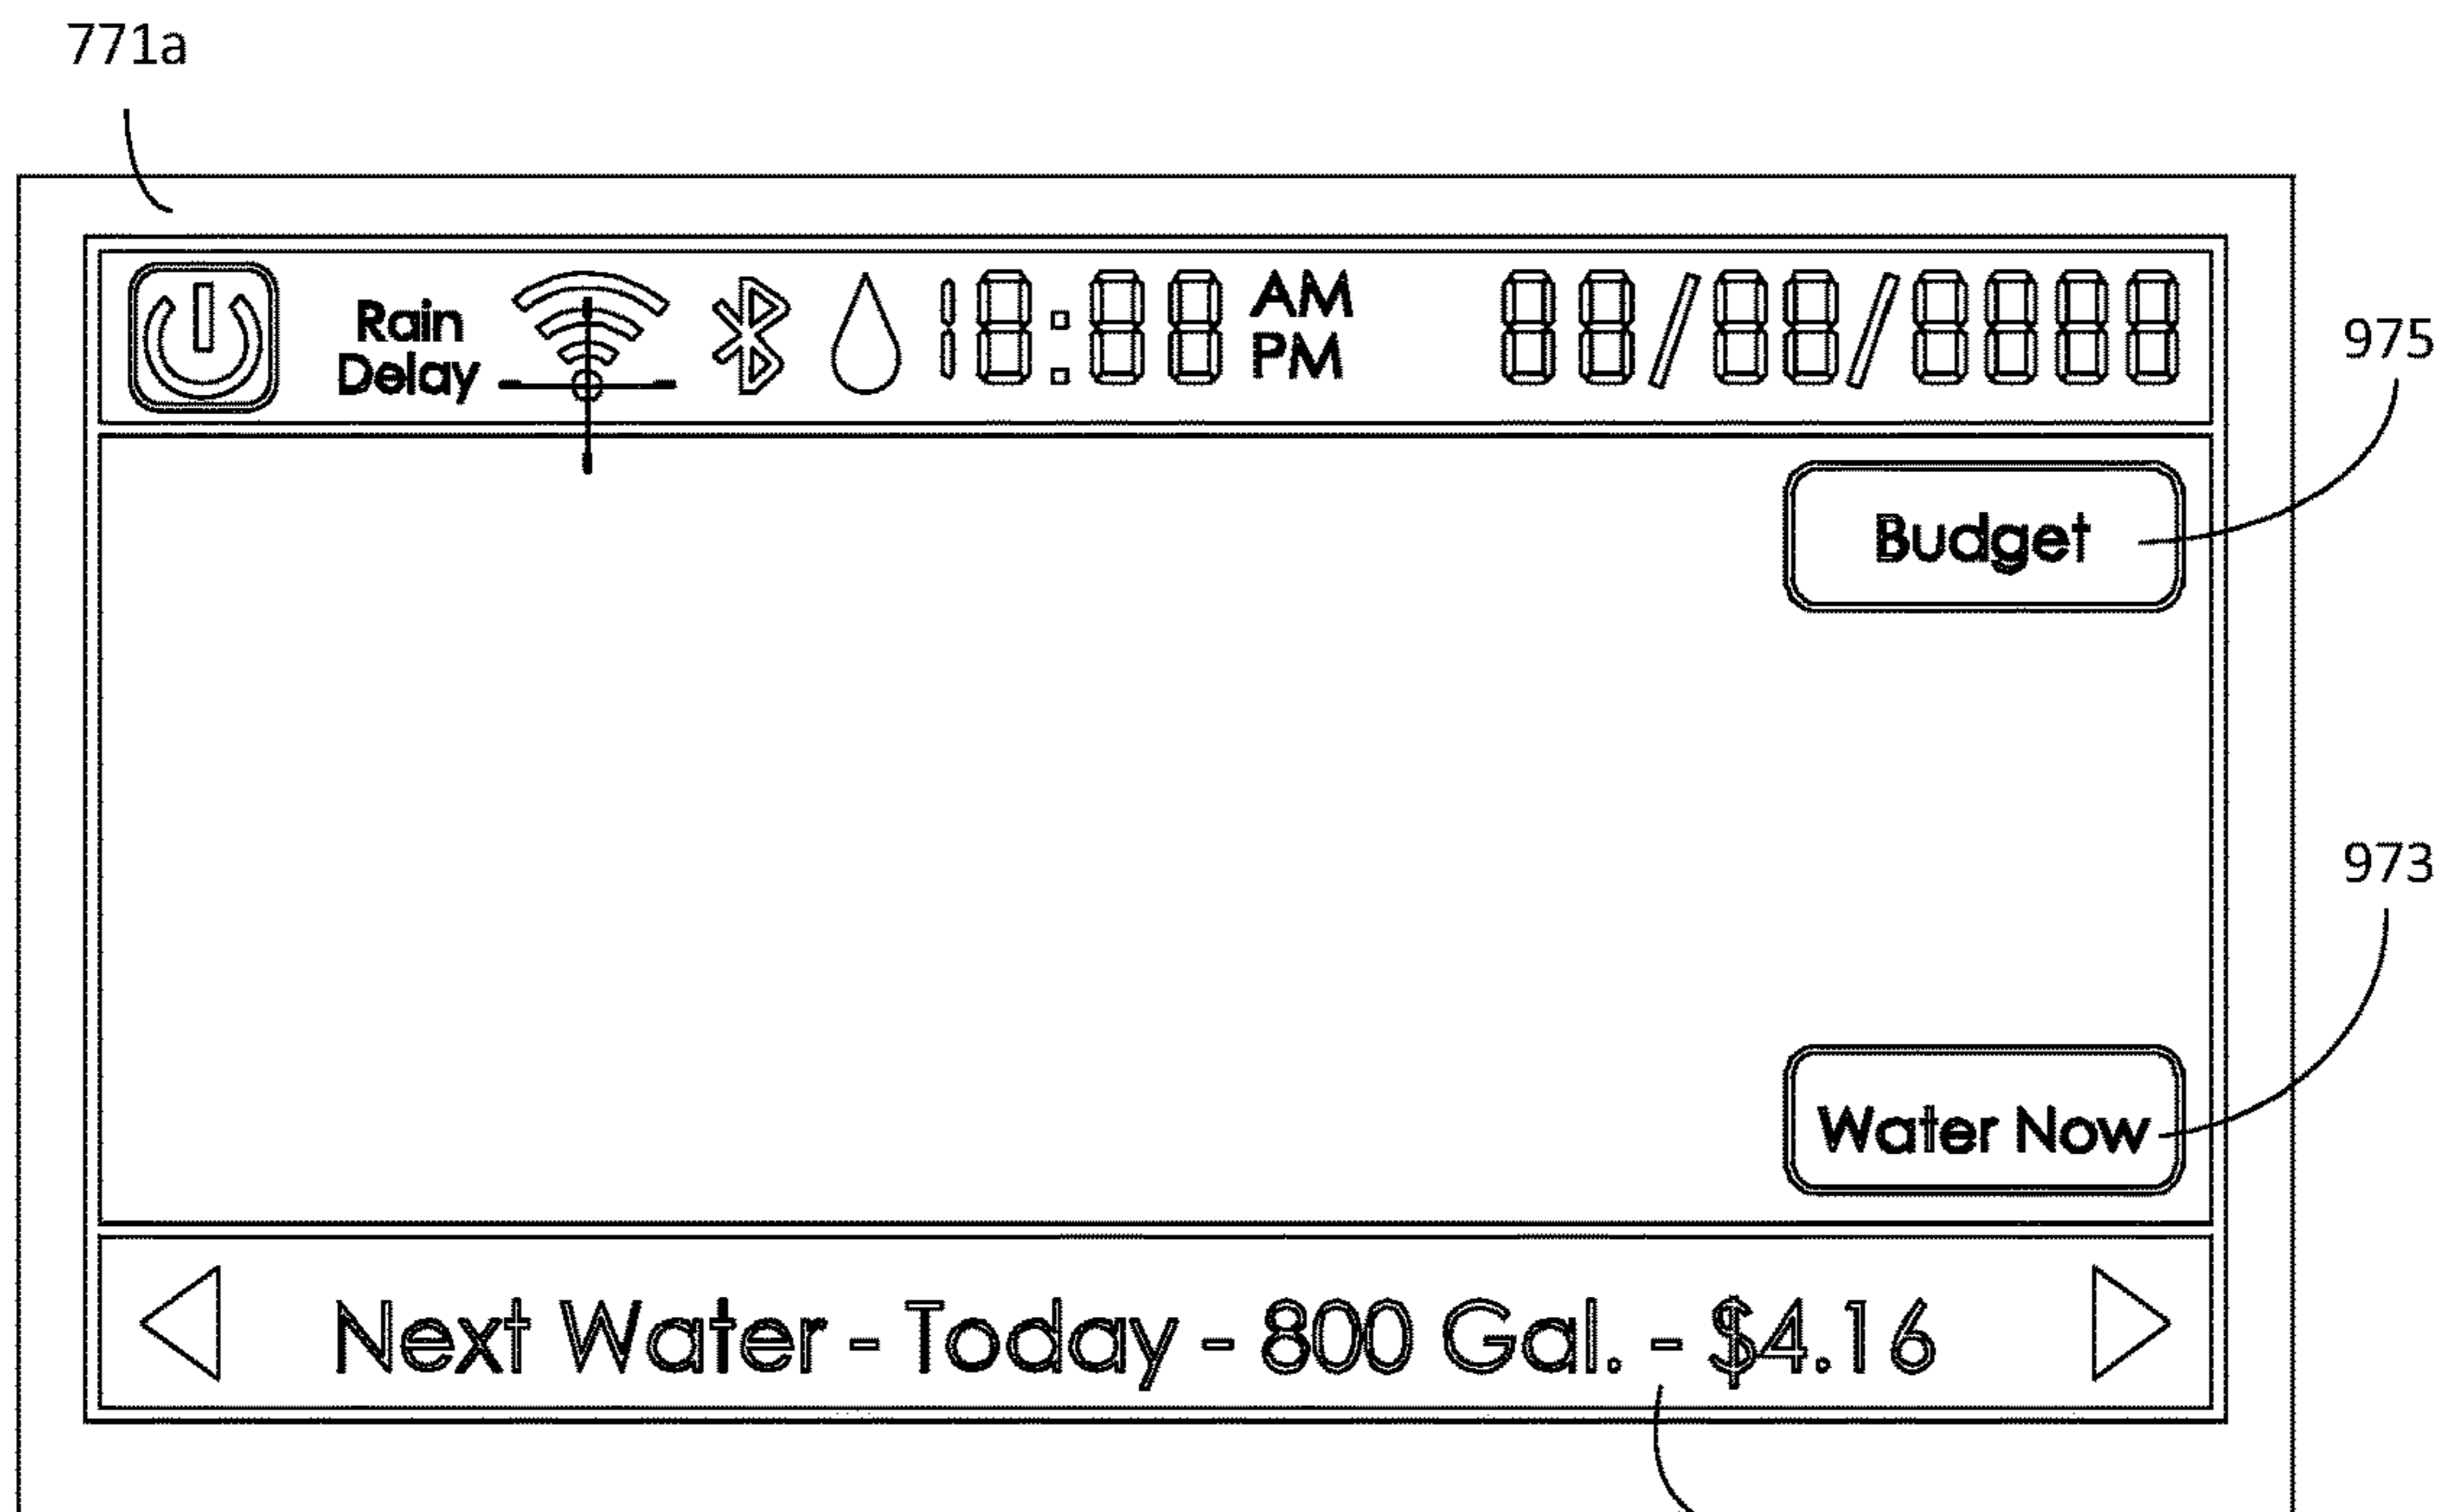 771a
Rain
Delay
18:88
AM
PM
88/88/8888
975
Budget
973
Water Now
Next Water - Today - 800 Gal. - $4.16